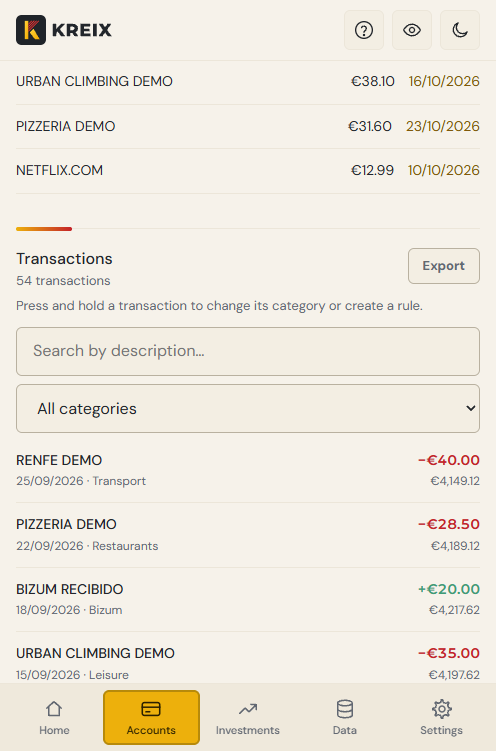 KREIX
URBAN CLIMBING DEMO €38.10 16/10/2026
PIZZERIA DEMO €31.60 23/10/2026
NETFLIX.COM €12.99 10/10/2026
Transactions
54 transactions
Export
Press and hold a transaction to change its category or create a rule.
Search by description...
All categories
RENFE DEMO −€40.00
25/09/2026 · Transport €4,149.12
PIZZERIA DEMO −€28.50
22/09/2026 · Restaurants €4,189.12
BIZUM RECIBIDO +€20.00
18/09/2026 · Bizum €4,217.62
URBAN CLIMBING DEMO −€35.00
15/09/2026 · Leisure €4,197.62
Home Accounts Investments Data Settings